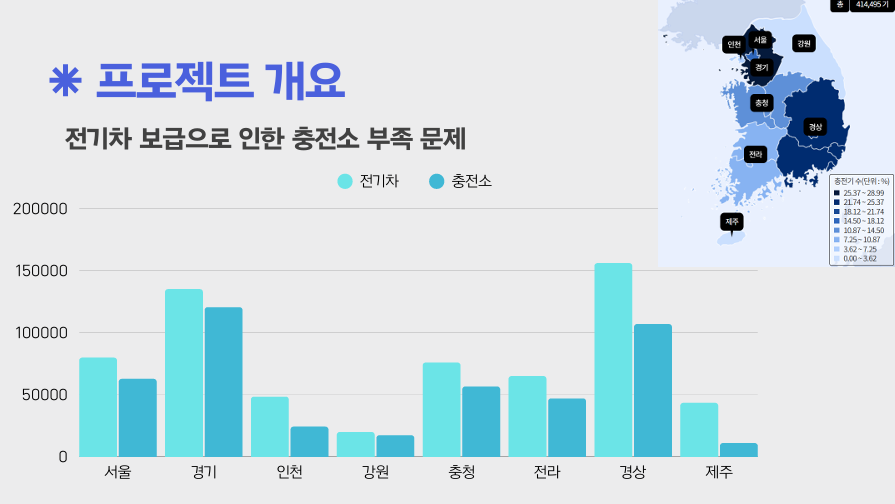 총 414,495 기
인천
서울
강원
경기
충청
경상
전라
제주
충전기 수(단위 : %)
25.37 ~ 28.99
21.74 ~ 25.37
18.12 ~ 21.74
14.50 ~ 18.12
10.87 ~ 14.50
7.25 ~ 10.87
3.62 ~ 7.25
0.00 ~ 3.62
프로젝트 개요
전기차 보급으로 인한 충전소 부족 문제
전기차 충전소
200000
150000
100000
50000
0
서울 경기 인천 강원 충청 전라 경상 제주